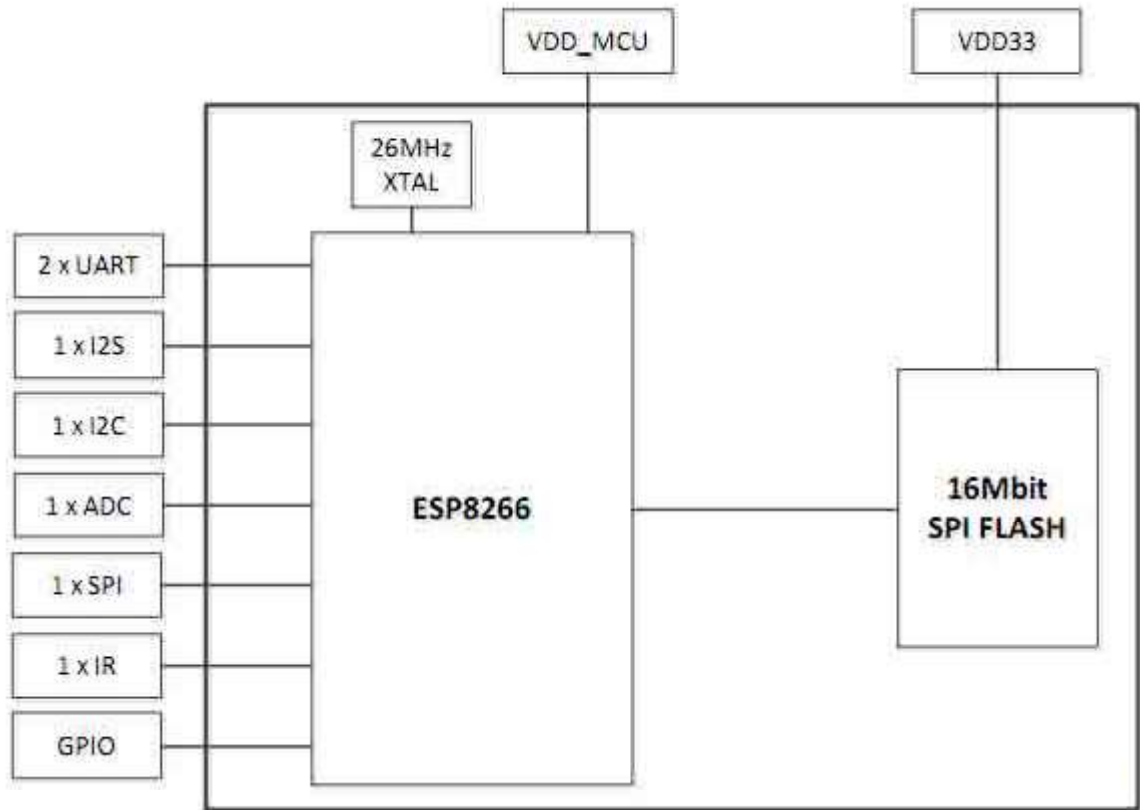 VDD_MCU
VDD33
26MHz
XTAL
2 x UART
1 x I2S
1 x I2C
1 x ADC
1 x SPI
1 x IR
GPIO
ESP8266
16Mbit
SPI FLASH